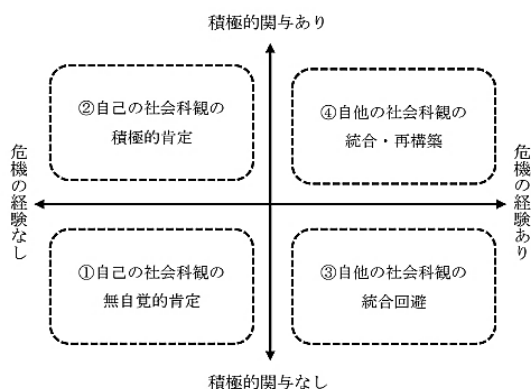 積極的関与あり
②自己の社会科観の
積極的肯定
④自他の社会科観の
統合・再構築
危機の経験なし
危機の経験あり
①自己の社会科観の
無自覚的肯定
③自他の社会科観の
統合回避
積極的関与なし